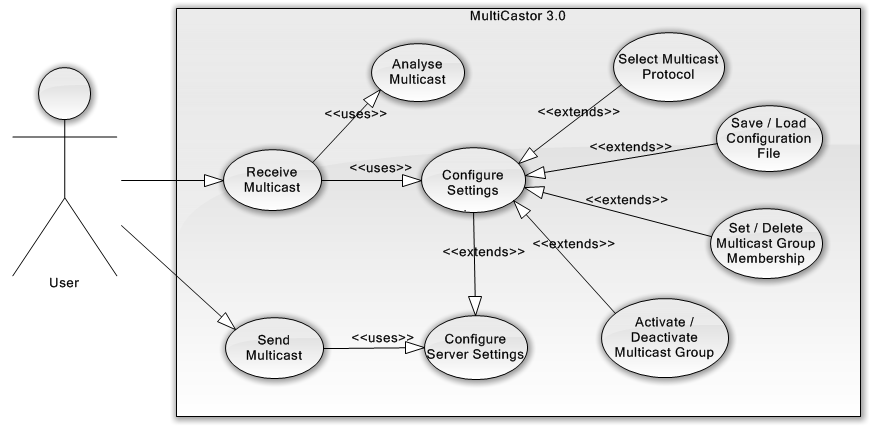 MultiCastor 3.0
Analyse
Multicast
Select Multicast
Protocol
<<uses>>
<<extends>>
Save / Load
Configuration
File
<<extends>>
Receive
Multicast
<<uses>>
Configure
Settings
<<extends>>
Set / Delete
Multicast Group
Membership
<<extends>>
<<extends>>
User
Send
Multicast
<<uses>>
Configure
Server Settings
Activate /
Deactivate
Multicast Group